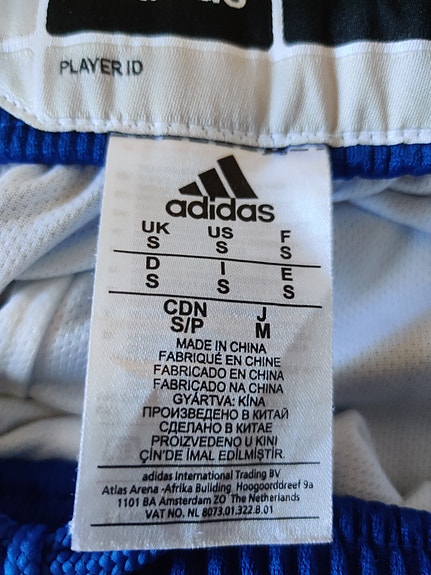 PLAYER ID
adidas
UK US F
S S S
D I E
S S S
CDN J
S/P M
MADE IN CHINA
FABRIQUÉ EN CHINE
FABRICADO EN CHINA
FABRICADO NA CHINA
GYÁRTVA: KÍNA
ПРОИЗВЕДЕНО В КИТАЙ
СДЕЛАНО В КИТАЕ
PROIZVEDENO U KINI
ÇİN'DE İMAL EDİLMİŞTİR.
adidas International Trading BV
Atlas Arena -Afrika Building, Hoogoorddreef 9a
1101 BA Amsterdam ZO The Netherlands
VAT NO. NL 8073.01.322.B.01